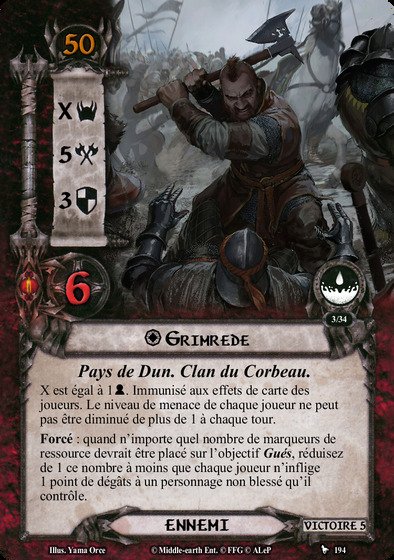 50
X
5
3
6
3/34
GRIMREDE
Pays de Dun. Clan du Corbeau.
X est égal à 1. Immunisé aux effets de carte des
joueurs. Le niveau de menace de chaque joueur ne peut
pas être diminué de plus de 1 à chaque tour.
Forcé : quand n'importe quel nombre de marqueurs de
ressource devrait être placé sur l'objectif Gués, réduisez
de 1 ce nombre à moins que chaque joueur n'inflige
1 point de dégâts à un personnage non blessé qu'il
contrôle.
ENNEMI
VICTOIRE 5
Illus. Yama Orce
© Middle-earth Ent. © FFG © ALeP
194